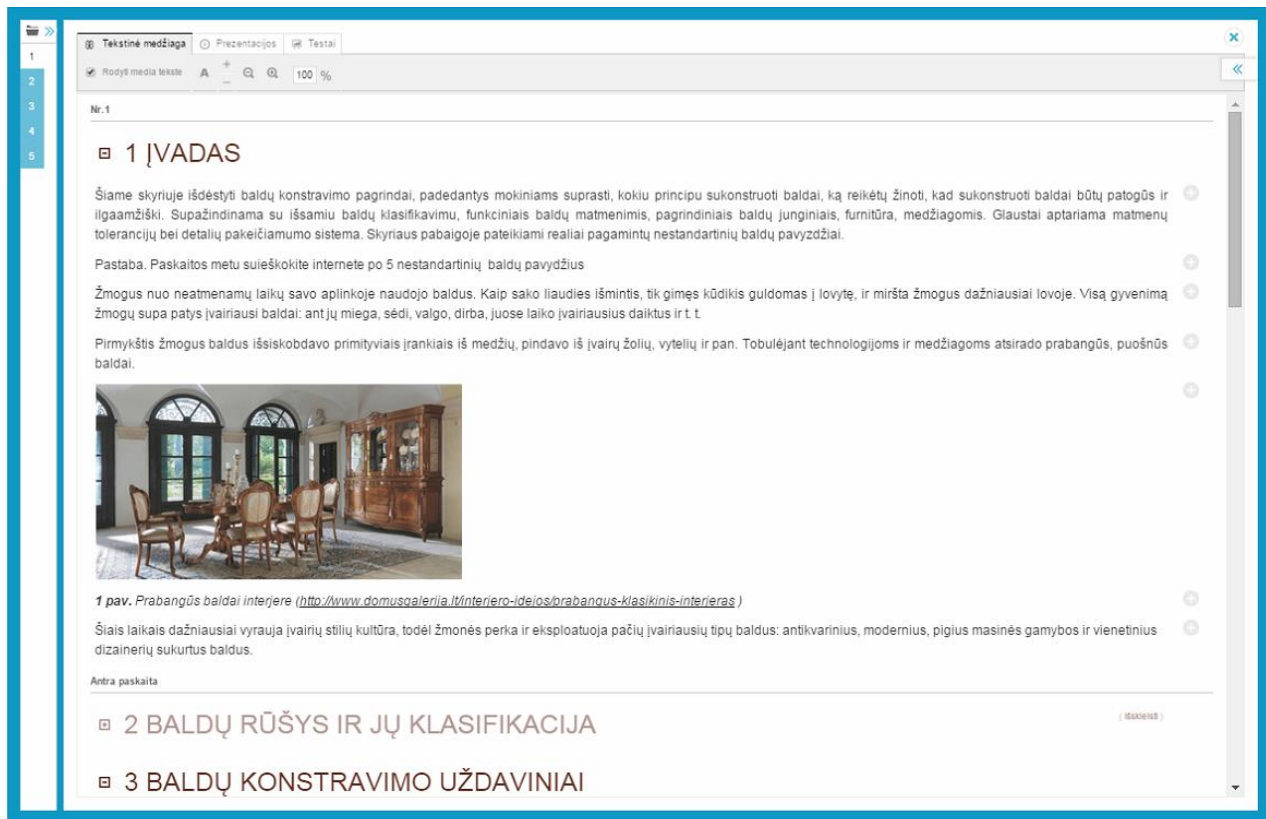 »
1
2
3
4
5
Tekstinė medžiaga
Prezentacijos
Testai
Rodyti media tekste A + − 100 %
«
Nr.1
1 ĮVADAS
Šiame skyriuje išdėstyti baldų konstravimo pagrindai, padedantys mokiniams suprasti, kokiu principu sukonstruoti baldai, ką reikėtų žinoti, kad sukonstruoti baldai būtų patogūs ir
ilgaamžiški. Supažindinama su išsamiu baldų klasifikavimu, funkciniais baldų matmenimis, pagrindiniais baldų junginiais, furnitūra, medžiagomis. Glaustai aptariama matmenų
tolerancijų bei detalių pakeičiamumo sistema. Skyriaus pabaigoje pateikiami realiai pagamintų nestandartinių baldų pavyzdžiai.
Pastaba. Paskaitos metu suieškokite internete po 5 nestandartinių baldų pavydžius
Žmogus nuo neatmenamų laikų savo aplinkoje naudojo baldus. Kaip sako liaudies išmintis, tik gimęs kūdikis guldomas į lovytę, ir miršta žmogus dažniausiai lovoje. Visą gyvenimą
žmogų supa patys įvairiausi baldai: ant jų miega, sėdi, valgo, dirba, juose laiko įvairiausius daiktus ir t. t.
Pirmykštis žmogus baldus išsiskobdavo primityviais įrankiais iš medžių, pindavo iš įvairų žolių, vytelių ir pan. Tobulėjant technologijoms ir medžiagoms atsirado prabangūs, puošnūs
baldai.
1 pav. Prabangūs baldai interjere (http://www.domusgalerija.lt/interjero-idejos/prabangus-klasikinis-interjeras )
Šiais laikais dažniausiai vyrauja įvairių stilių kultūra, todėl žmonės perka ir eksploatuoja pačių įvairiausių tipų baldus: antikvarinius, modernius, pigius masinės gamybos ir vienetinius
dizainerių sukurtus baldus.
Antra paskaita
2 BALDŲ RŪŠYS IR JŲ KLASIFIKACIJA
( Išskleisti )
3 BALDŲ KONSTRAVIMO UŽDAVINIAI